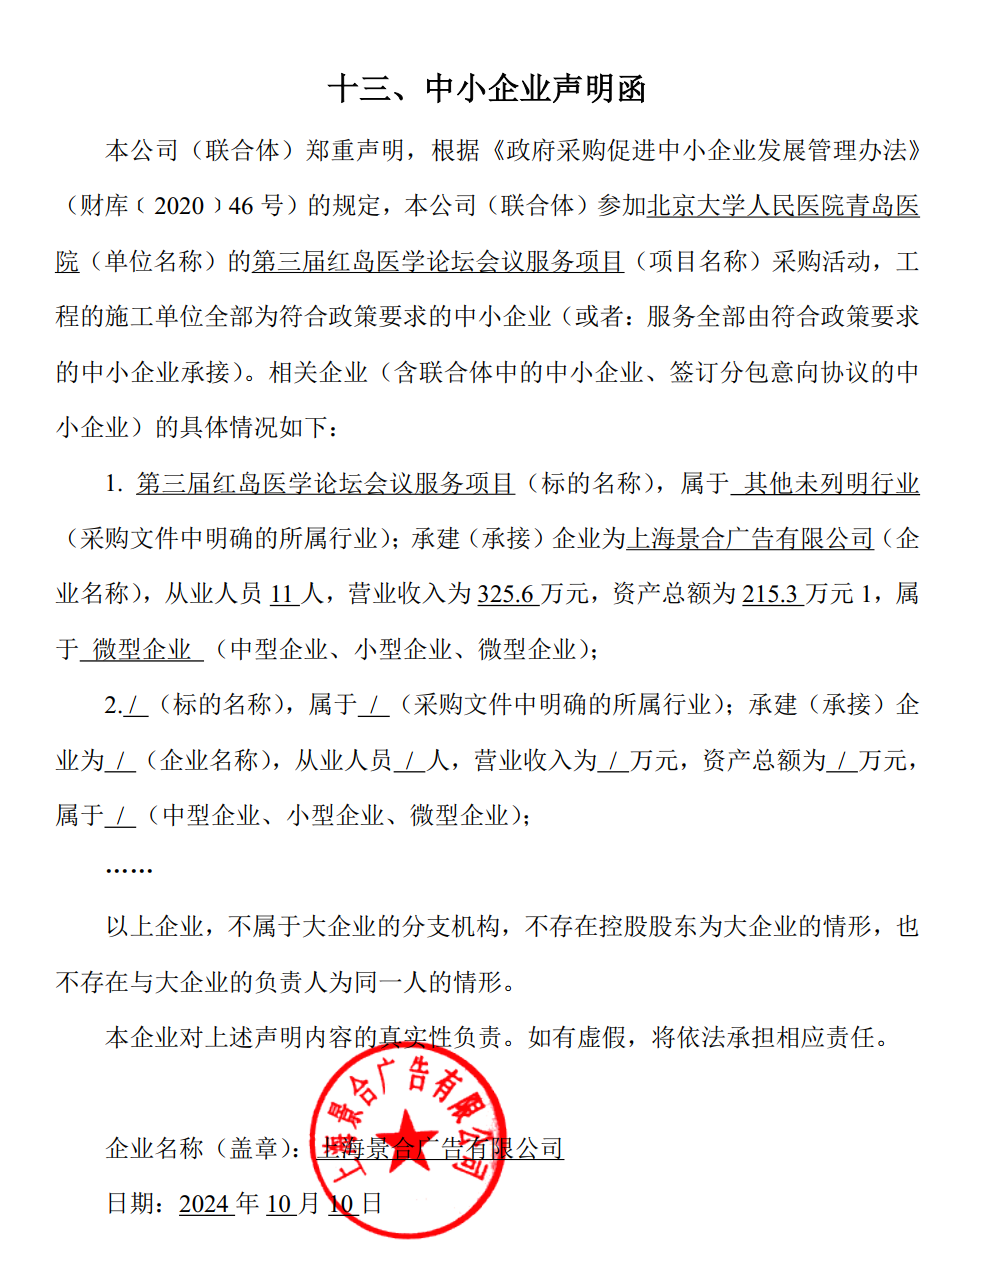 十三、中小企业声明函
本公司（联合体）郑重声明，根据《政府采购促进中小企业发展管理办法》
（财库﹝2020﹞46 号）的规定，本公司（联合体）参加北京大学人民医院青岛医
院（单位名称）的第三届红岛医学论坛会议服务项目（项目名称）采购活动，工
程的施工单位全部为符合政策要求的中小企业（或者：服务全部由符合政策要求
的中小企业承接）。相关企业（含联合体中的中小企业、签订分包意向协议的中
小企业）的具体情况如下：
1. 第三届红岛医学论坛会议服务项目（标的名称），属于 其他未列明行业
（采购文件中明确的所属行业）；承建（承接）企业为上海景合广告有限公司（企
业名称），从业人员 11 人，营业收入为 325.6 万元，资产总额为 215.3 万元 1，属
于 微型企业 （中型企业、小型企业、微型企业）；
2. / （标的名称），属于 / （采购文件中明确的所属行业）；承建（承接）企
业为 / （企业名称），从业人员 / 人，营业收入为 / 万元，资产总额为 / 万元，
属于 / （中型企业、小型企业、微型企业）；
……
以上企业，不属于大企业的分支机构，不存在控股股东为大企业的情形，也
不存在与大企业的负责人为同一人的情形。
本企业对上述声明内容的真实性负责。如有虚假，将依法承担相应责任。
上海景合广告有限公司
企业名称（盖章）：上海景合广告有限公司
日期：2024 年 10 月 10 日